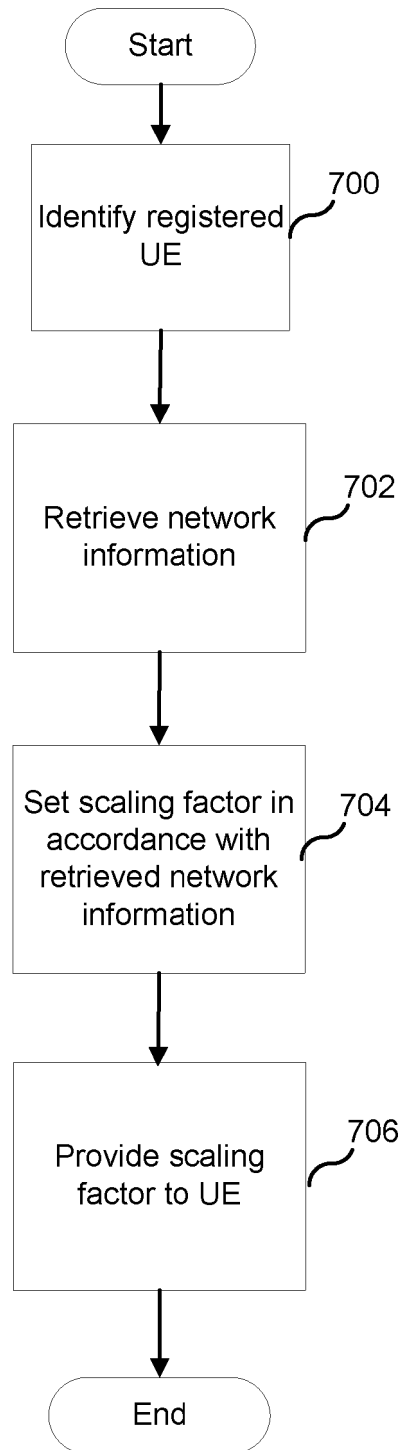 Start
700
Identify registered
UE
702
Retrieve network
information
704
Set scaling factor in
accordance with
retrieved network
information
706
Provide scaling
factor to UE
End